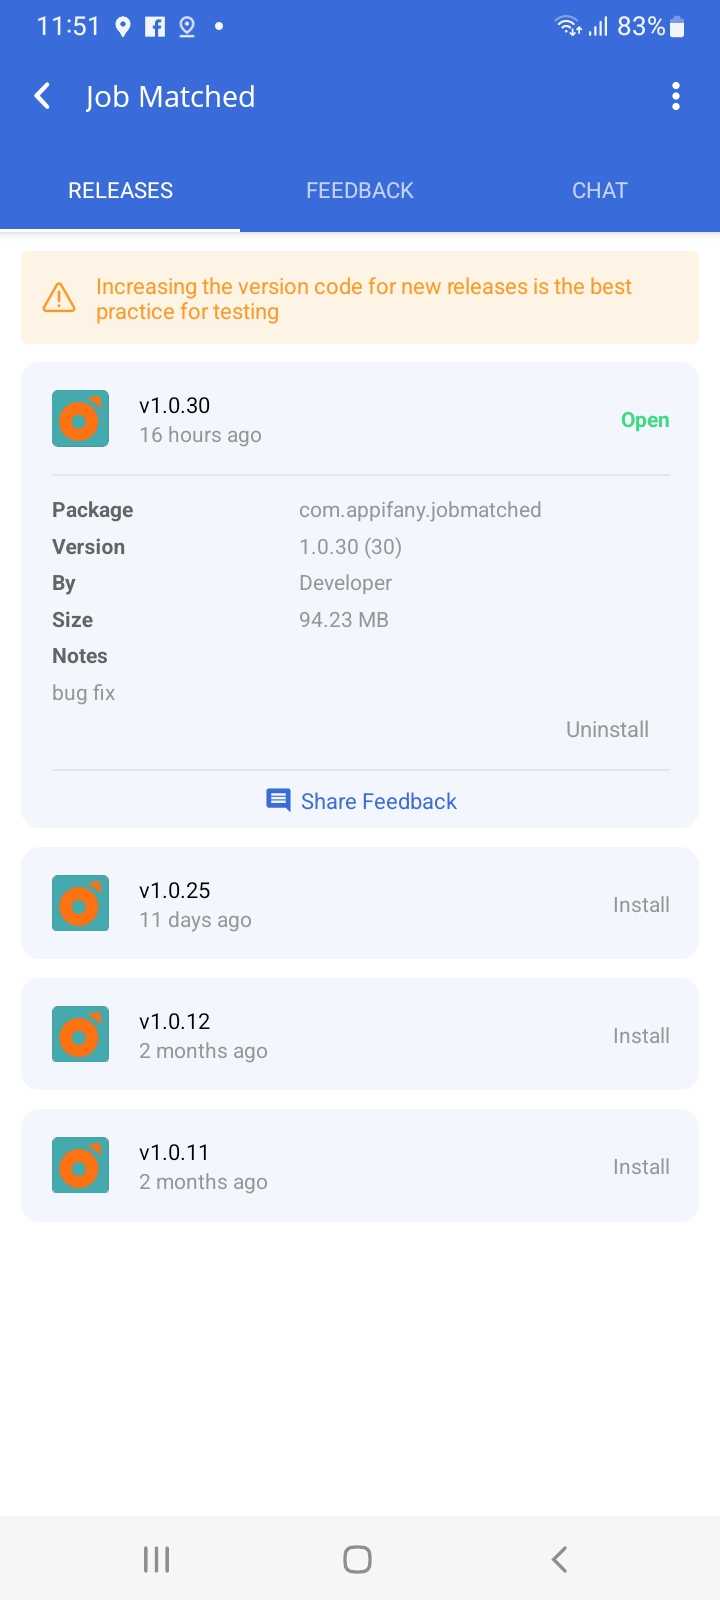 11:51
83%
Job Matched
RELEASES FEEDBACK CHAT
Increasing the version code for new releases is the best
practice for testing
v1.0.30
16 hours ago
Open
Package com.appifany.jobmatched
Version 1.0.30 (30)
By Developer
Size 94.23 MB
Notes
bug fix
Uninstall
Share Feedback
v1.0.25
11 days ago
Install
v1.0.12
2 months ago
Install
v1.0.11
2 months ago
Install